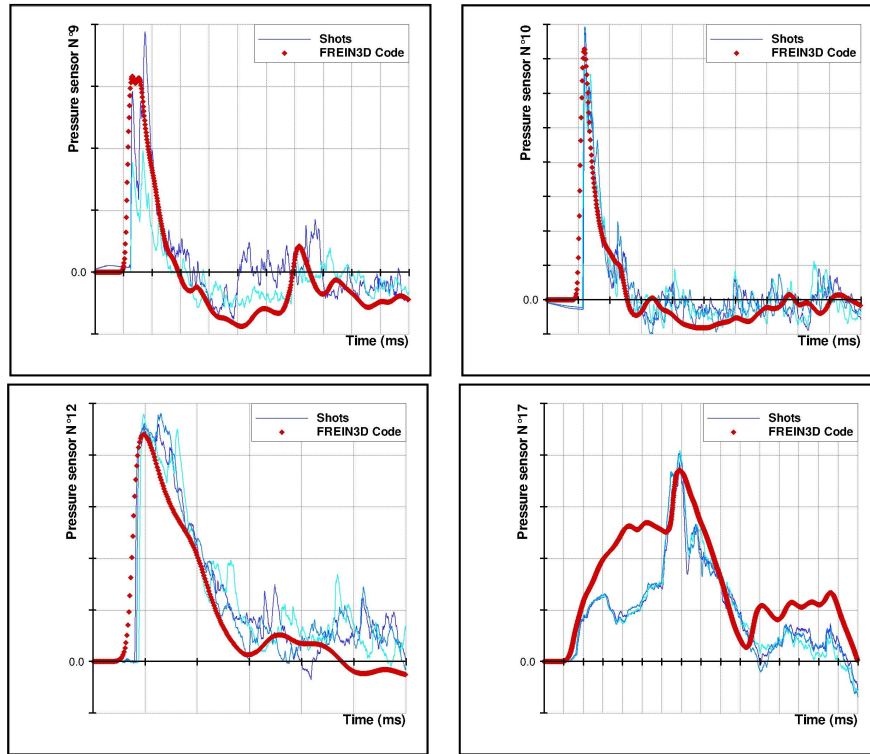 Pressure sensor N°9
Shots
FREIN3D Code
0.0
Time (ms)
Pressure sensor N°10
Shots
FREIN3D Code
0.0
Time (ms)
Pressure sensor N°12
Shots
FREIN3D Code
0.0
Time (ms)
Pressure sensor N°17
Shots
FREIN3D Code
0.0
Time (ms)